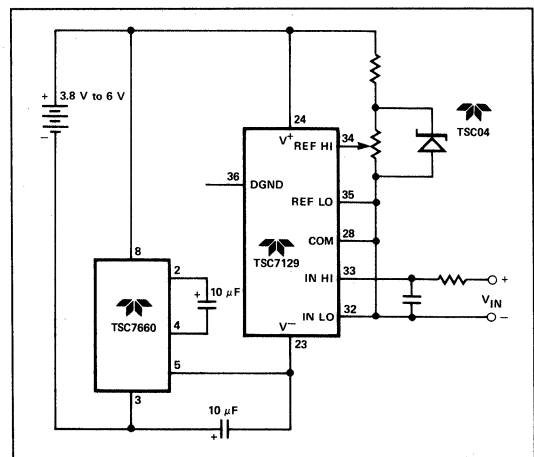 + 3.8 V to 6 V
−
24
V+
REF HI 34
TSC04
36
DGND
REF LO 35
COM 28
TSC7129
IN HI 33
+
VIN
IN LO 32
−
V−
23
8
2
+ 10 μF
TSC7660
4
5
3
10 μF
+